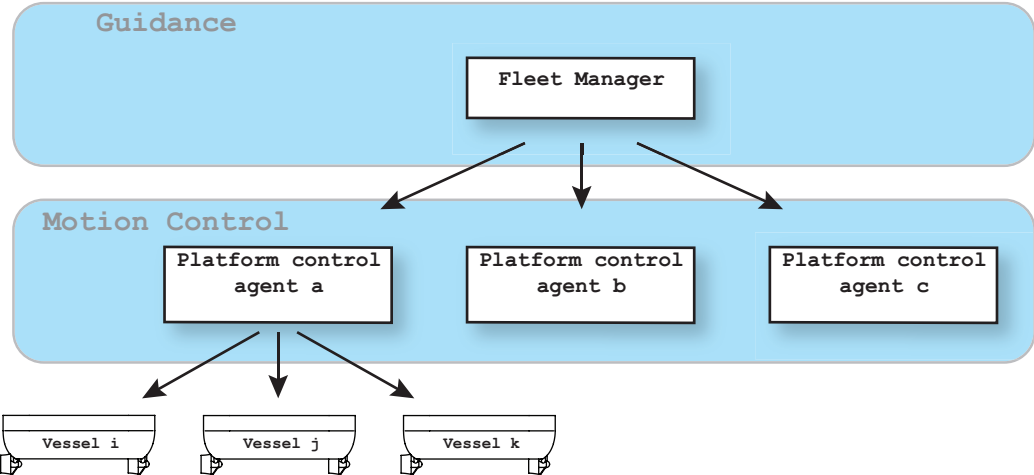 Guidance
Fleet Manager
Motion Control
Platform control
agent a
Platform control
agent b
Platform control
agent c
Vessel i
Vessel j
Vessel k